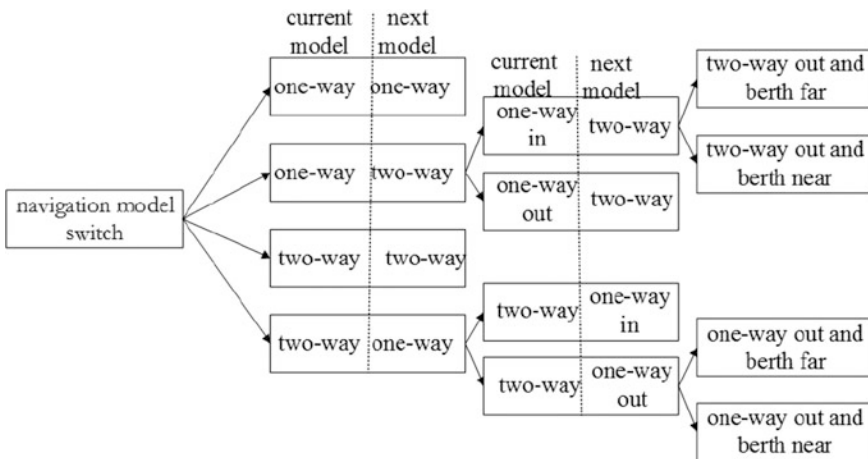 current next
model model
one-way one-way
one-way two-way
navigation model
switch
two-way two-way
two-way one-way
current next
model model
one-way
in
two-way
one-way
out
two-way
two-way
one-way
in
two-way
one-way
out
two-way out and
berth far
two-way out and
berth near
one-way out and
berth far
one-way out and
berth near